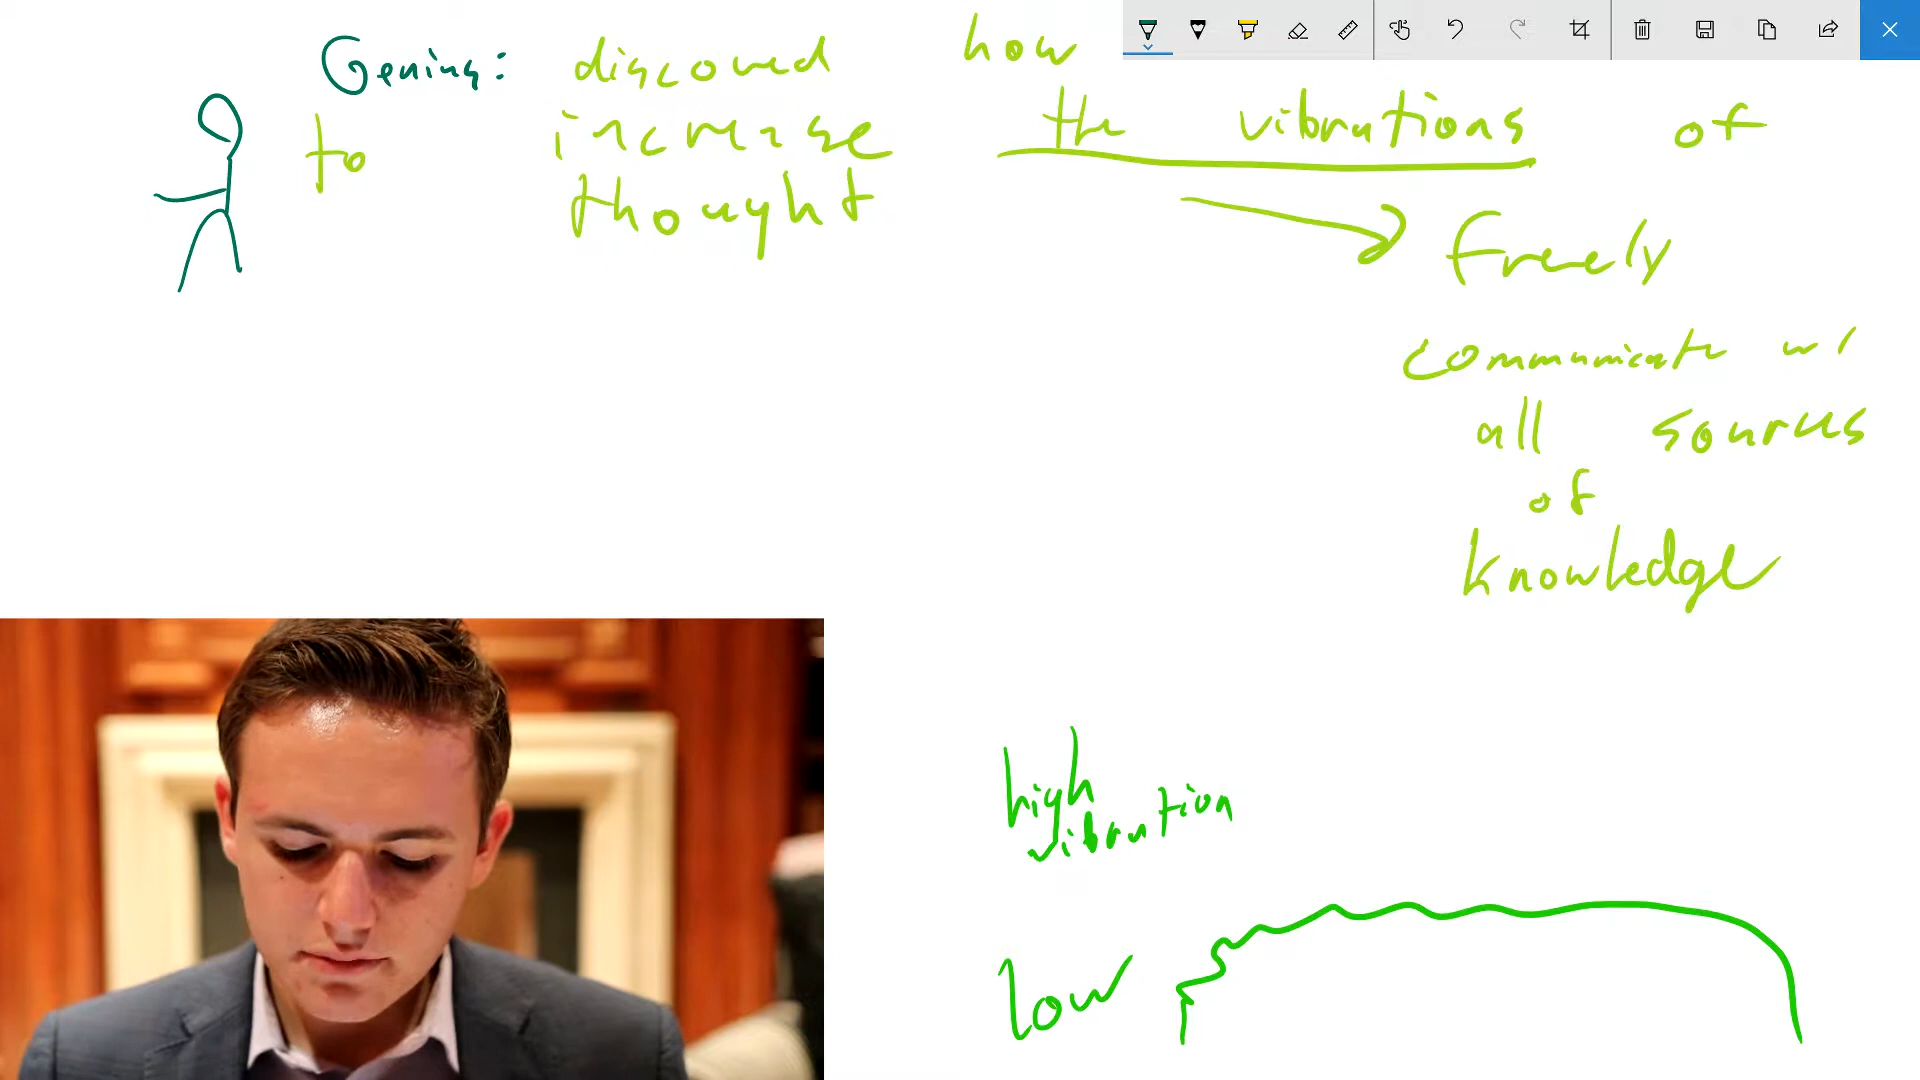 Genius: discovered how
to increase the vibrations of
thought
freely
communicate w/
all sources
of
knowledge
high
vibration
low